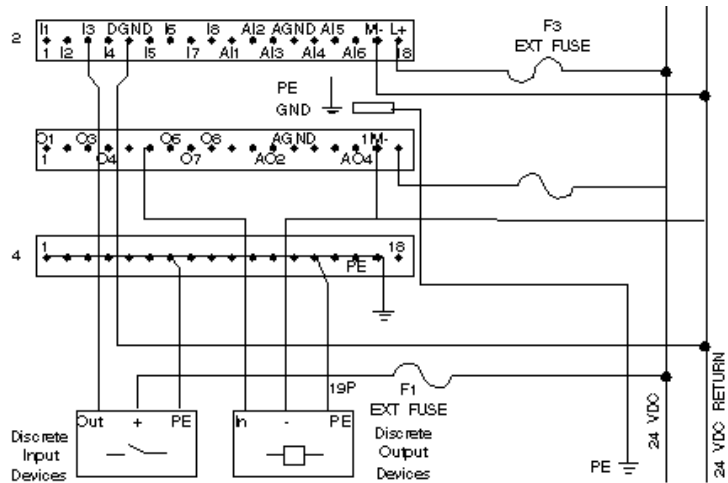 F3
EXT FUSE
2
I1 I3 DGND I6 I8 AI2 AGND AI5 M- L+
1 I2 I4 I5 I7 AI1 AI3 AI4 AI6 18
PE
GND
O1 O3 O6 O8 AGND 1M-
1 O4 O7 AO2 AO4
4
1 18
PE
19P
F1
EXT FUSE
Out + PE
In - PE
Discrete
Input
Devices
Discrete
Output
Devices
PE
24 VDC
24 VDC RETURN